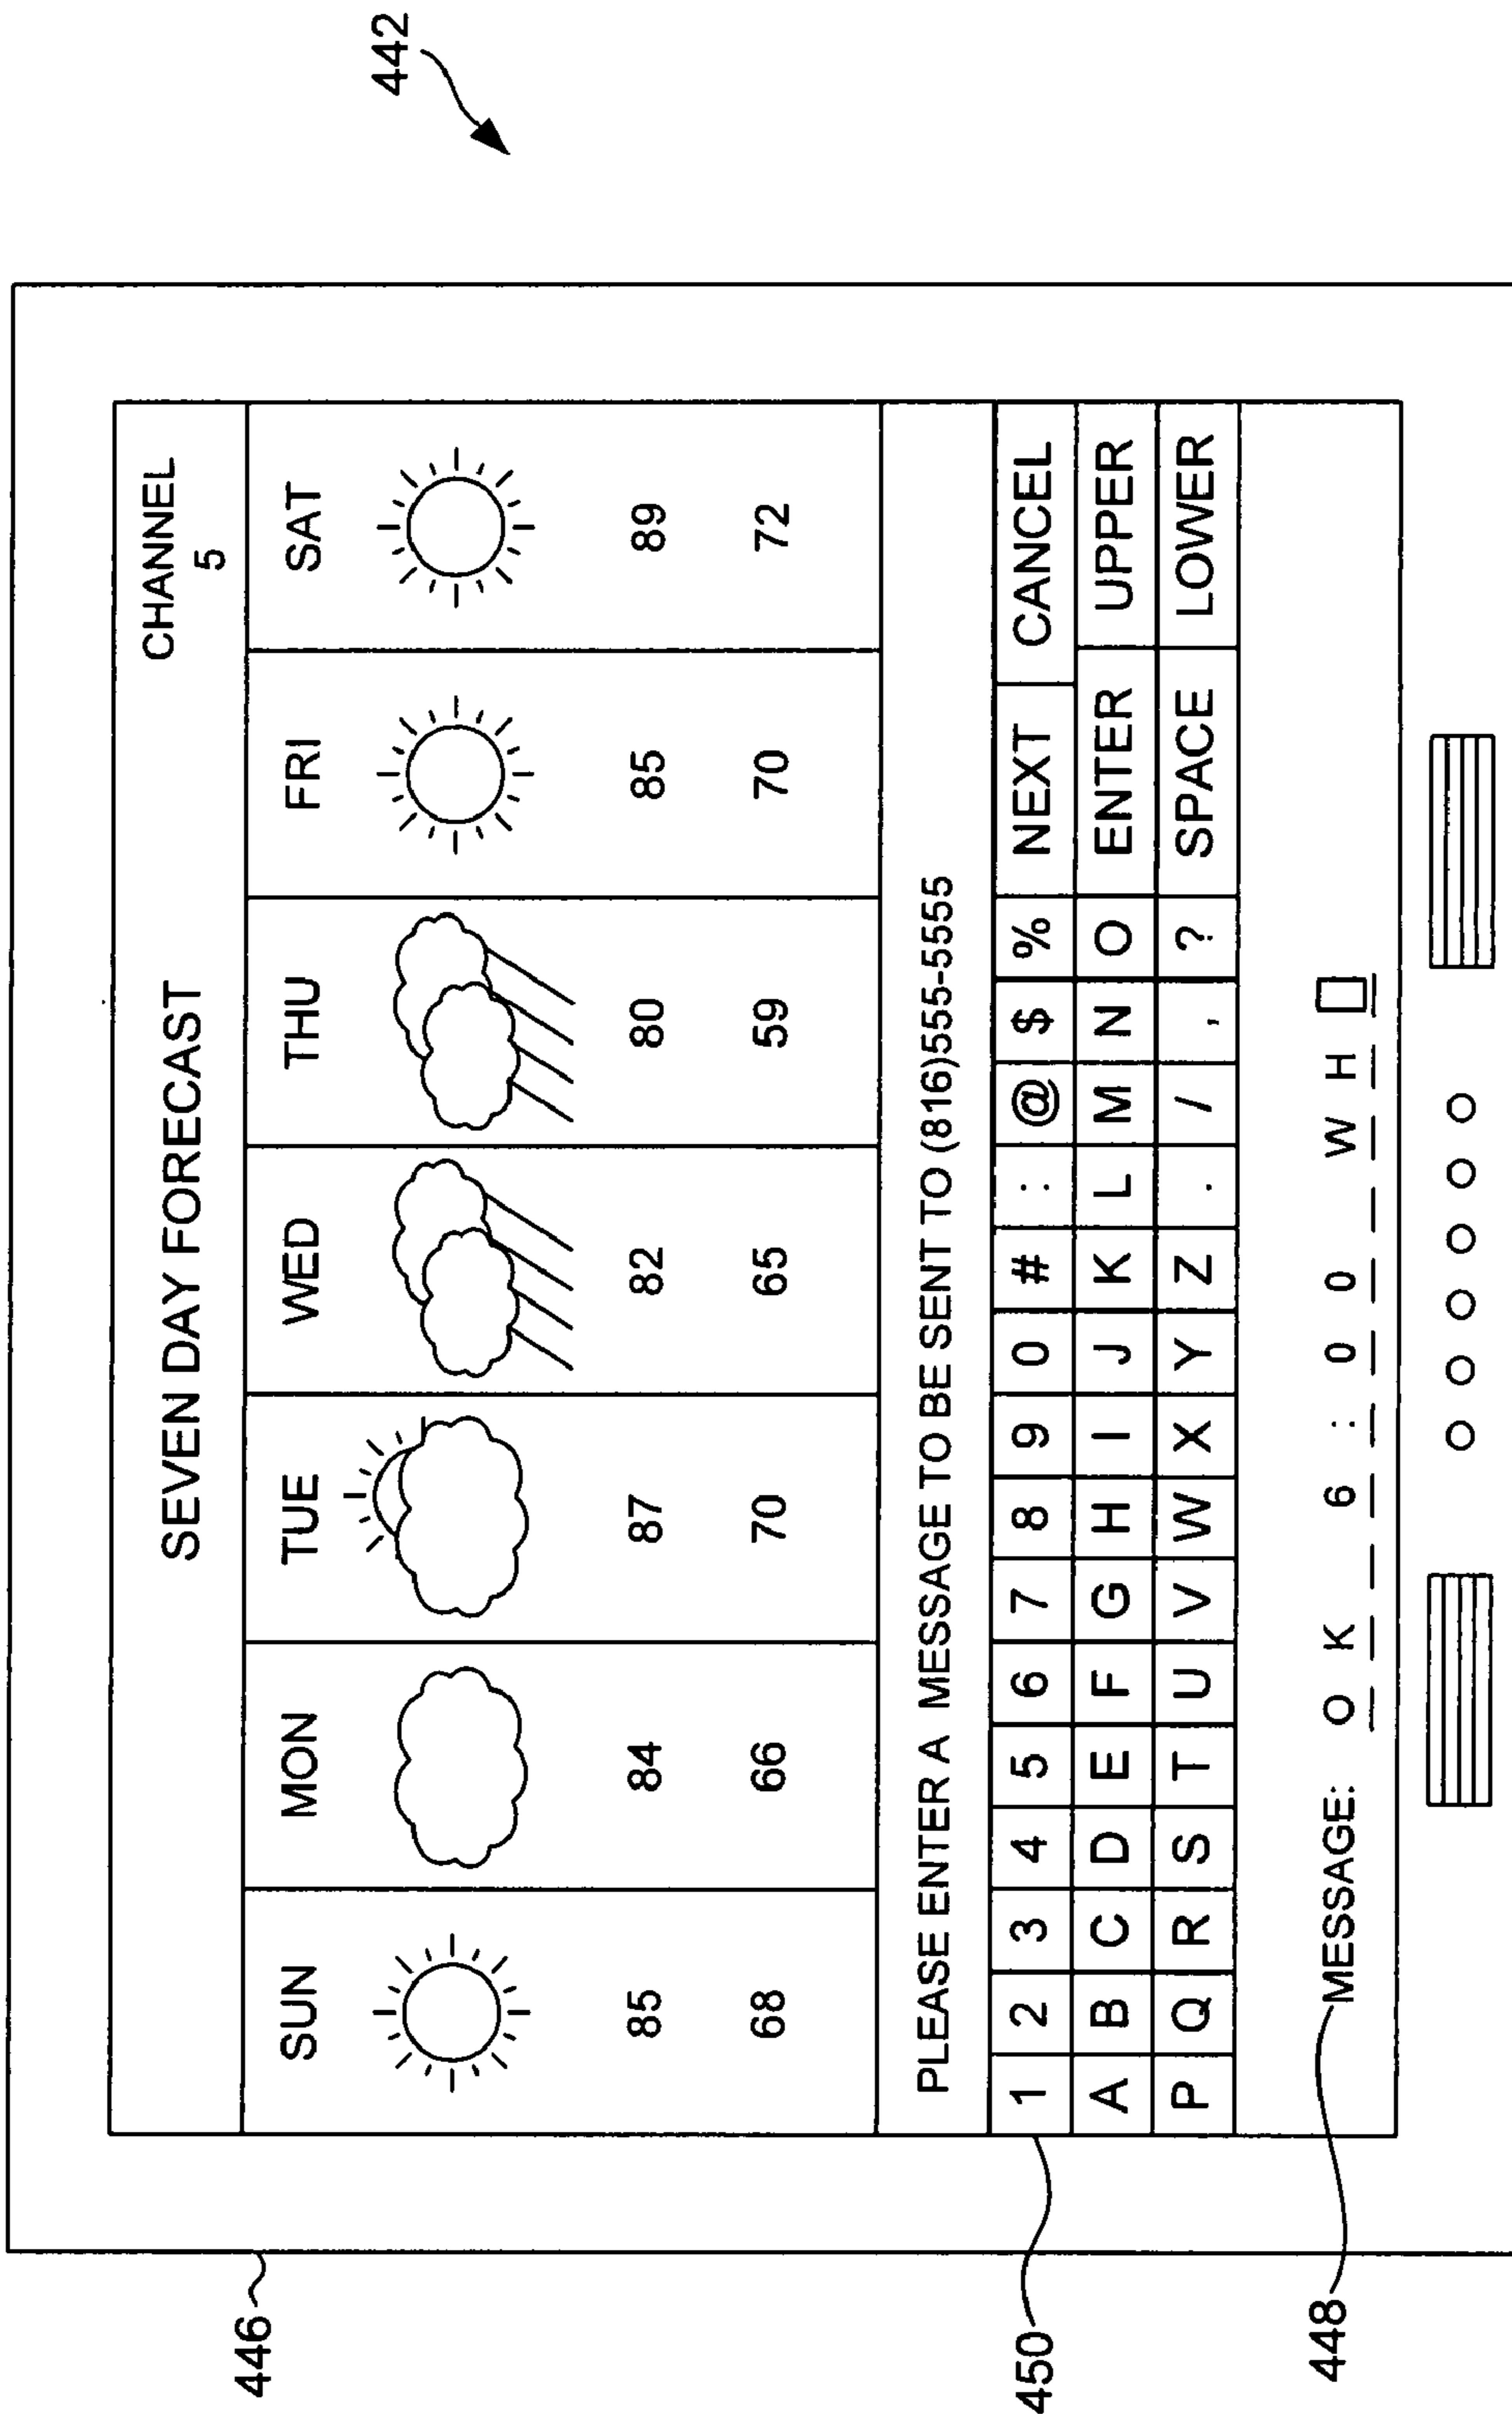 442
SEVEN DAY FORECAST
CHANNEL
5
SUN MON TUE WED THU FRI SAT
85 84 87 82 80 85 89
68 66 70 65 59 70 72
PLEASE ENTER A MESSAGE TO BE SENT TO (816)555-5555
1 2 3 4 5 6 7 8 9 0 # : @ $ % NEXT CANCEL
A B C D E F G H I J K L M N O ENTER UPPER
P Q R S T U V W X Y Z . / , ? SPACE LOWER
MESSAGE: O K _ 6 : 0 0 _ W H
446
450
448